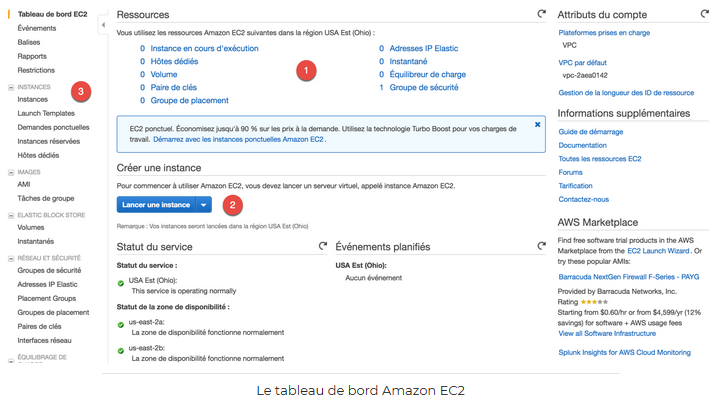 Tableau de bord EC2
Événements
Balises
Rapports
Restrictions
INSTANCES
3
Instances
Launch Templates
Demandes ponctuelles
Instances réservées
Hôtes dédiés
IMAGES
AMI
Tâches de groupe
ELASTIC BLOCK STORE
Volumes
Instantanés
RÉSEAU ET SÉCURITÉ
Groupes de sécurité
Adresses IP Elastic
Placement Groups
Groupes de placement
Paires de clés
Interfaces réseau
ÉQUILIBRAGE DE
Ressources
Vous utilisez les ressources Amazon EC2 suivantes dans la région USA Est (Ohio) :
0 Instance en cours d'exécution
0 Hôtes dédiés
0 Volume
0 Paire de clés
0 Groupe de placement
1
0 Adresses IP Elastic
0 Instantané
0 Équilibreur de charge
1 Groupe de sécurité
EC2 ponctuel. Économisez jusqu'à 90 % sur les prix à la demande. Utilisez la technologie Turbo Boost pour vos charges de
travail. Démarrez avec les instances ponctuelles Amazon EC2.
Créer une instance
Pour commencer à utiliser Amazon EC2, vous devez lancer un serveur virtuel, appelé instance Amazon EC2.
Lancer une instance
2
Remarque : Vos instances seront lancées dans la région USA Est (Ohio)
Statut du service
Statut du service :
USA Est (Ohio):
This service is operating normally
Statut de la zone de disponibilité :
us-east-2a:
La zone de disponibilité fonctionne normalement
us-east-2b:
La zone de disponibilité fonctionne normalement
Événements planifiés
USA Est (Ohio):
Aucun événement
Attributs du compte
Plateformes prises en charge
VPC
VPC par défaut
vpc-2aea0142
Gestion de la longueur des ID de ressource
Informations supplémentaires
Guide de démarrage
Documentation
Toutes les ressources EC2
Forums
Tarification
Contactez-nous
AWS Marketplace
Find free software trial products in the AWS
Marketplace from the EC2 Launch Wizard. Or
try these popular AMIs:
Barracuda NextGen Firewall F-Series - PAYG
Provided by Barracuda Networks, Inc.
Rating
Starting from $0.60/hr or from $4,599/yr (12%
savings) for software + AWS usage fees
View all Software Infrastructure
Splunk Insights for AWS Cloud Monitoring
Le tableau de bord Amazon EC2